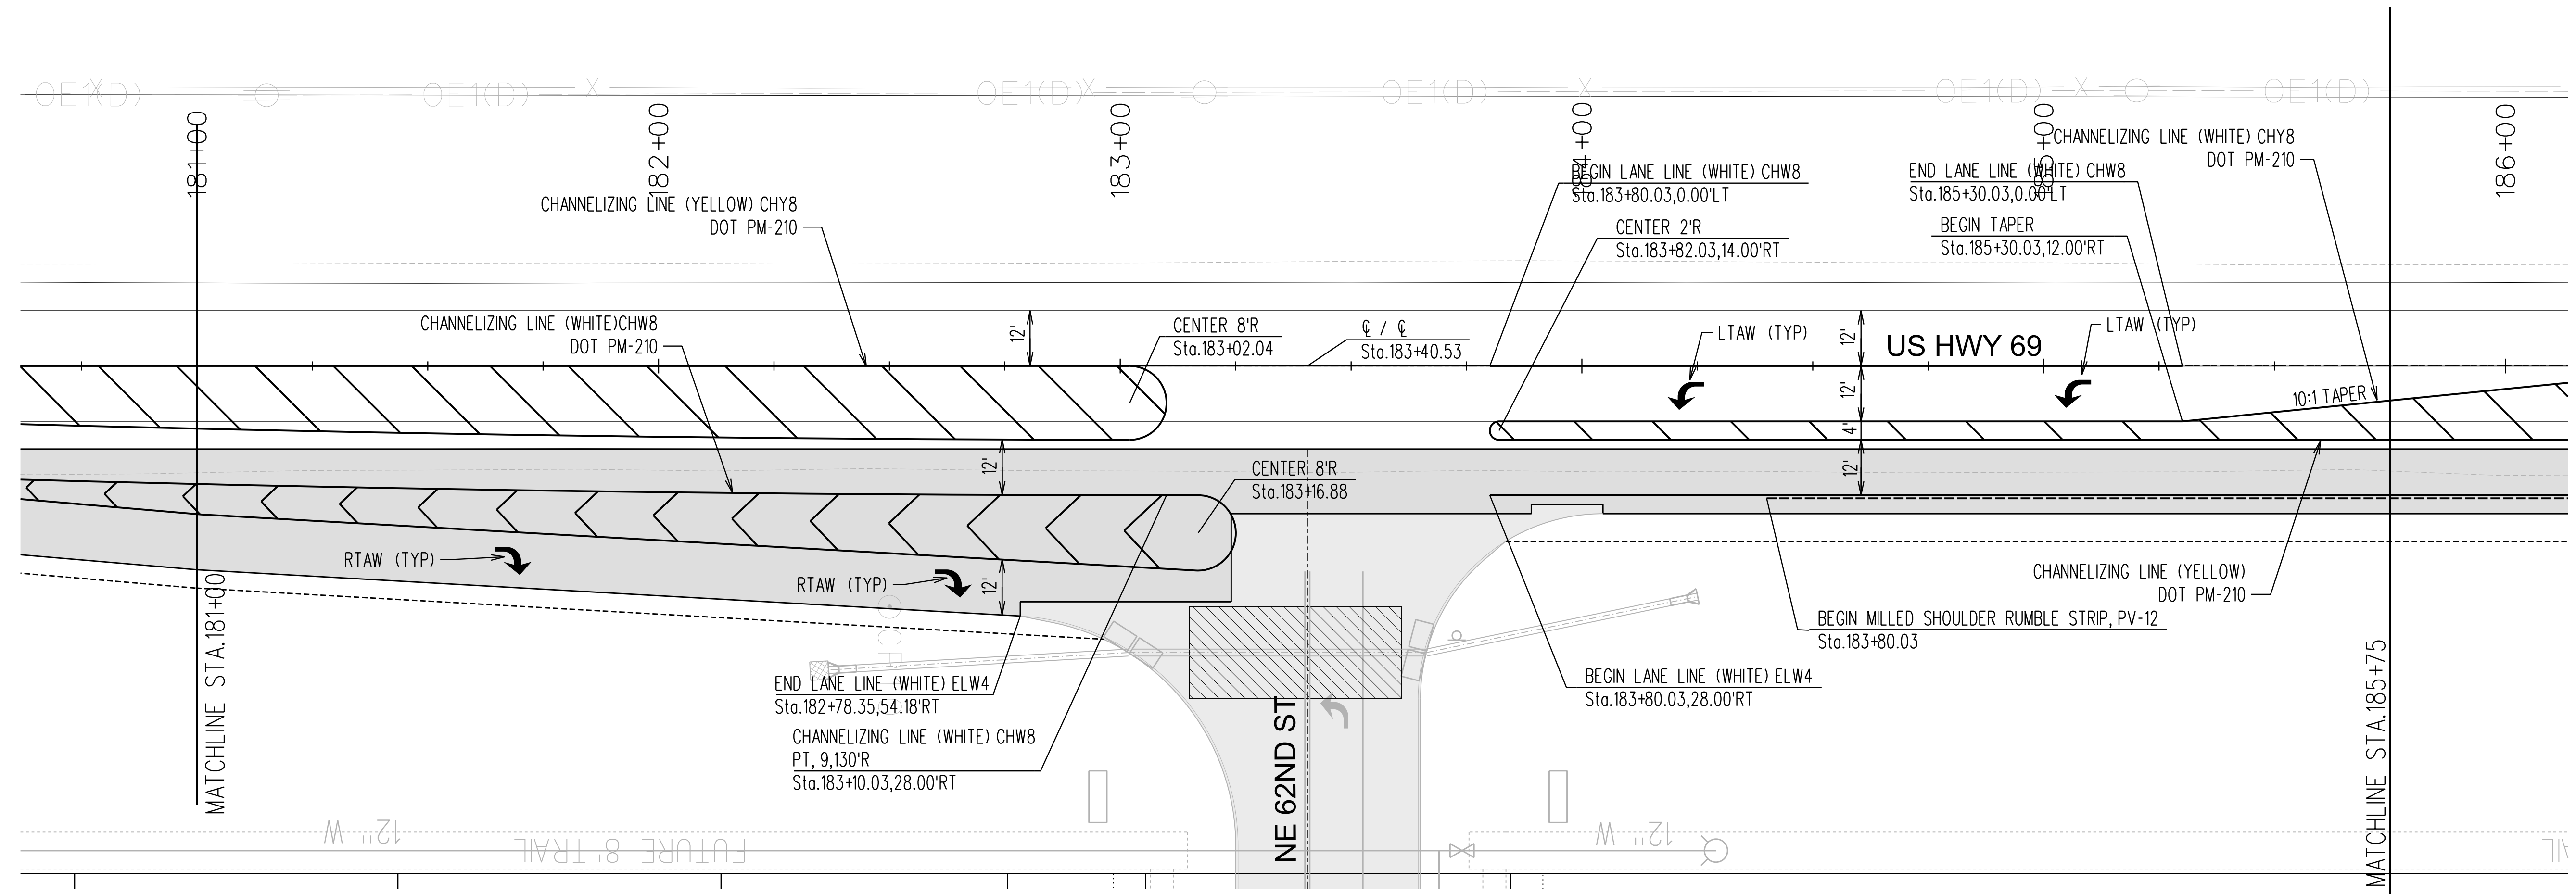 OE1(D)
OE1(D)
OE1(D)
OE1(D)
OE1(D)
OE1(D)
X
X
X
X
X
181+00
182+00
183+00
184+00
185+00
186+00
CHANNELIZING LINE (WHITE) CHY8
DOT PM-210
BEGIN LANE LINE (WHITE) CHW8
Sta.183+80.03,0.00'LT
END LANE LINE (WHITE) CHW8
Sta.185+30.03,0.00'LT
CHANNELIZING LINE (YELLOW) CHY8
DOT PM-210
CENTER 2'R
Sta.183+82.03,14.00'RT
BEGIN TAPER
Sta.185+30.03,12.00'RT
CHANNELIZING LINE (WHITE)CHW8
DOT PM-210
12'
CENTER 8'R
Sta.183+02.04
℄ / ℄
Sta.183+40.53
LTAW (TYP)
12'
US HWY 69
LTAW (TYP)
12'
10:1 TAPER
4'
12'
12'
CENTER 8'R
Sta.183+16.88
RTAW (TYP)
RTAW (TYP)
12'
CHANNELIZING LINE (YELLOW)
DOT PM-210
BEGIN MILLED SHOULDER RUMBLE STRIP, PV-12
Sta.183+80.03
MATCHLINE STA.181+00
END LANE LINE (WHITE) ELW4
Sta.182+78.35,54.18'RT
BEGIN LANE LINE (WHITE) ELW4
Sta.183+80.03,28.00'RT
CHANNELIZING LINE (WHITE) CHW8
PT, 9,130'R
Sta.183+10.03,28.00'RT
NE 62ND ST
MATCHLINE STA.185+75
12" W
FUTURE 8' TRAIL
12" W